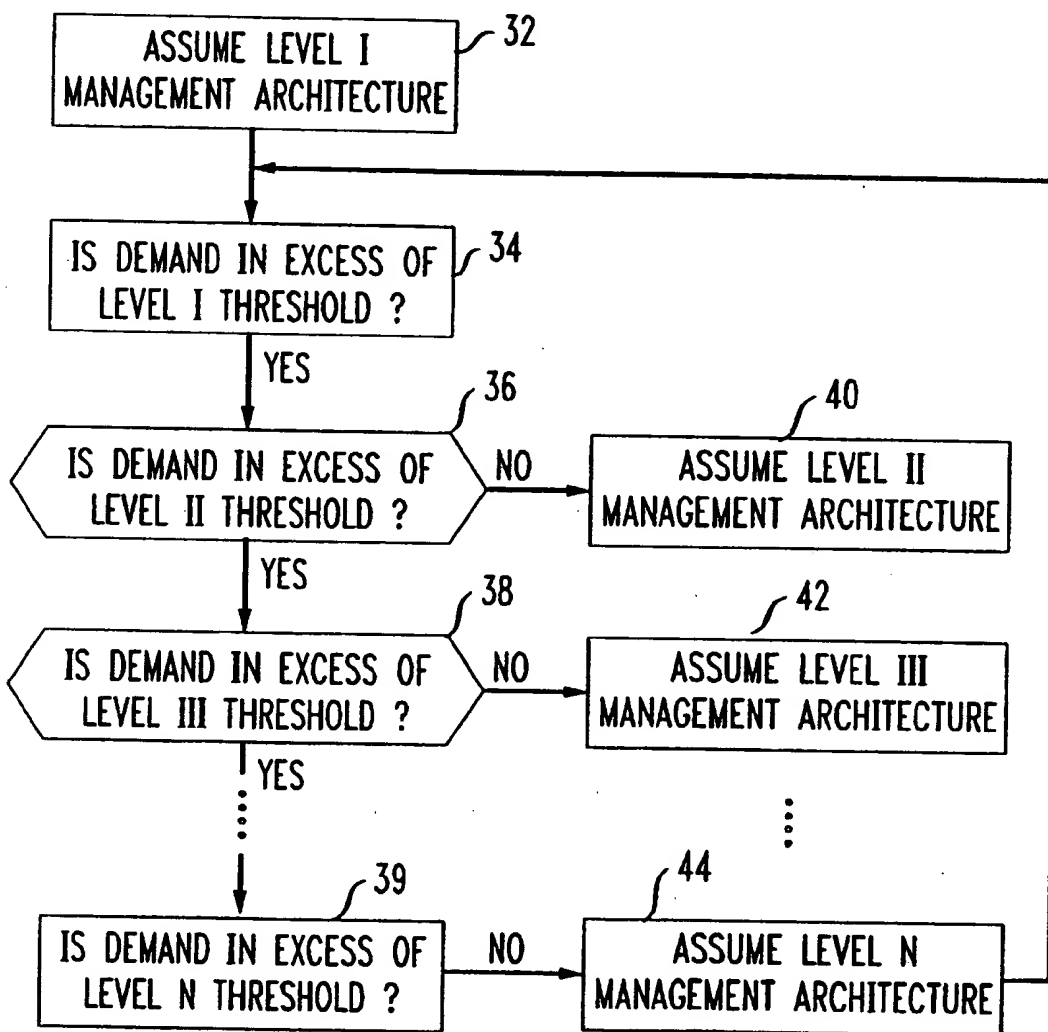 ASSUME LEVEL I
MANAGEMENT ARCHITECTURE
32
IS DEMAND IN EXCESS OF
LEVEL I THRESHOLD ?
34
YES
36
IS DEMAND IN EXCESS OF
LEVEL II THRESHOLD ?
NO
40
ASSUME LEVEL II
MANAGEMENT ARCHITECTURE
YES
38
IS DEMAND IN EXCESS OF
LEVEL III THRESHOLD ?
NO
42
ASSUME LEVEL III
MANAGEMENT ARCHITECTURE
YES
39
IS DEMAND IN EXCESS OF
LEVEL N THRESHOLD ?
NO
44
ASSUME LEVEL N
MANAGEMENT ARCHITECTURE